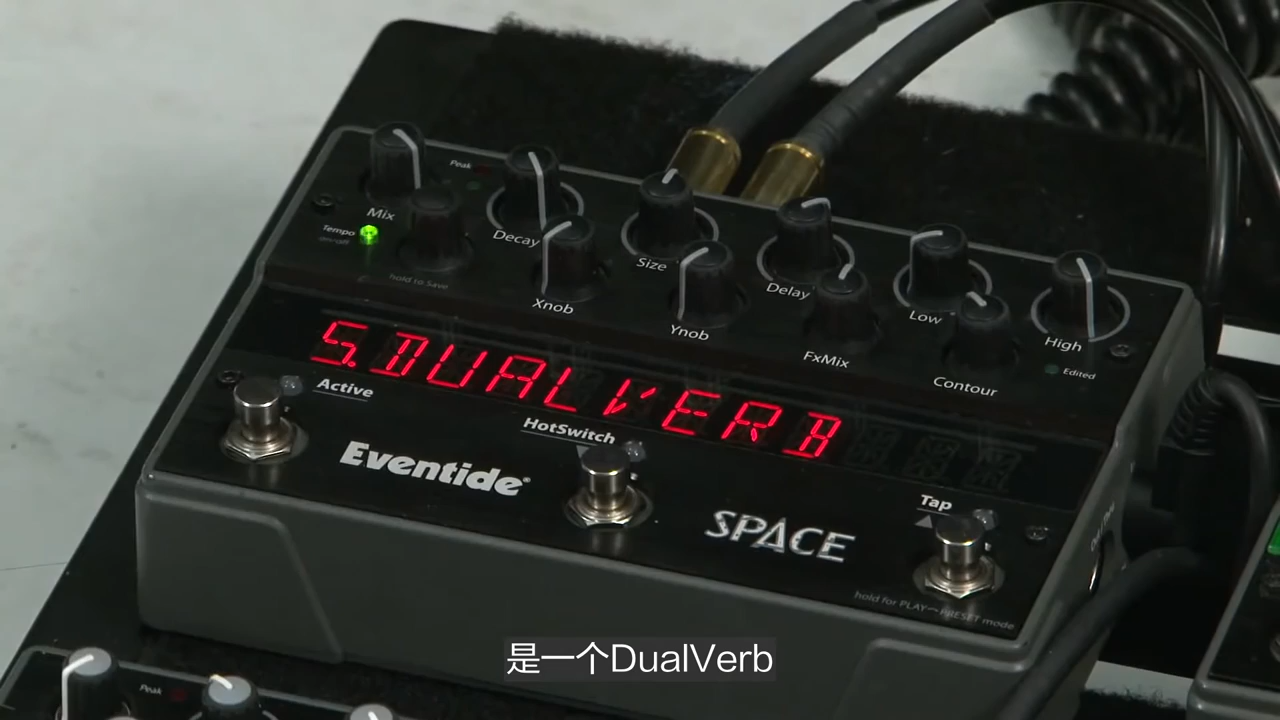 Peak
Mix
Tempo
on/off
hold to Save
Decay
Size
Delay
Low
High
Xnob
Ynob
FxMix
Contour
Edited
S.DUALVERB
Active
HotSwitch
Tap
Eventide
SPACE
hold for PLAY PRESET mode
Peak
是一个DualVerb